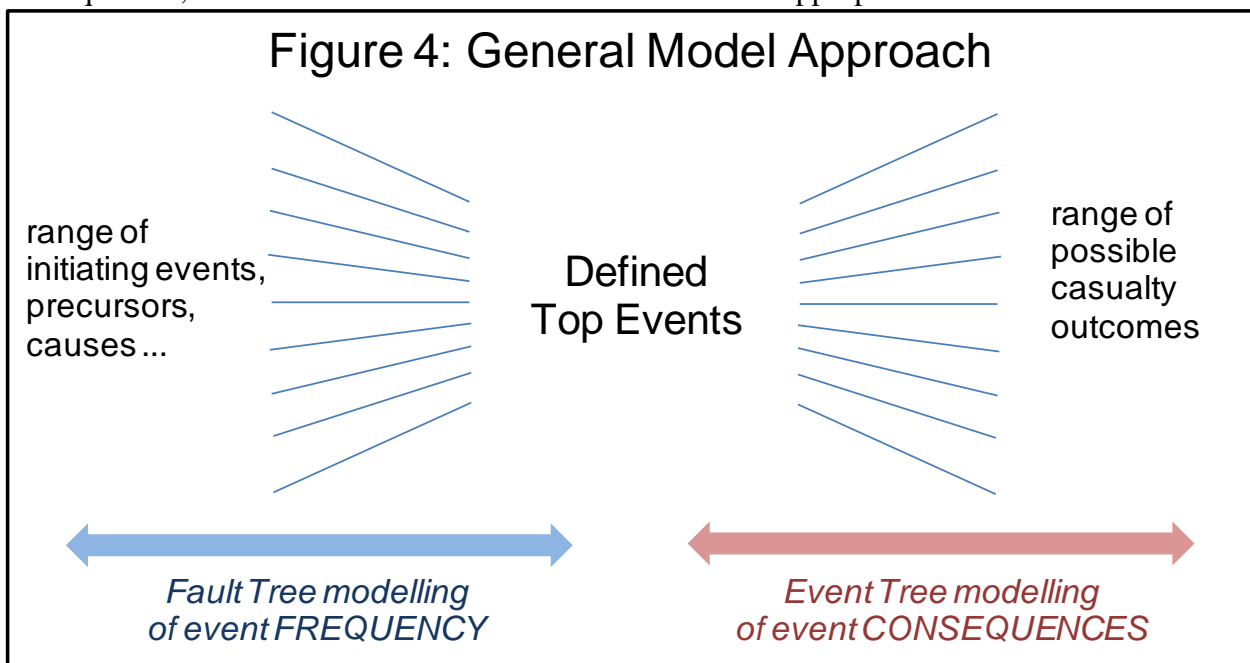 Figure 4: General Model Approach
range of
initiating events,
precursors,
causes ...
Defined
Top Events
range of
possible
casualty
outcomes
Fault Tree modelling
of event FREQUENCY
Event Tree modelling
of event CONSEQUENCES